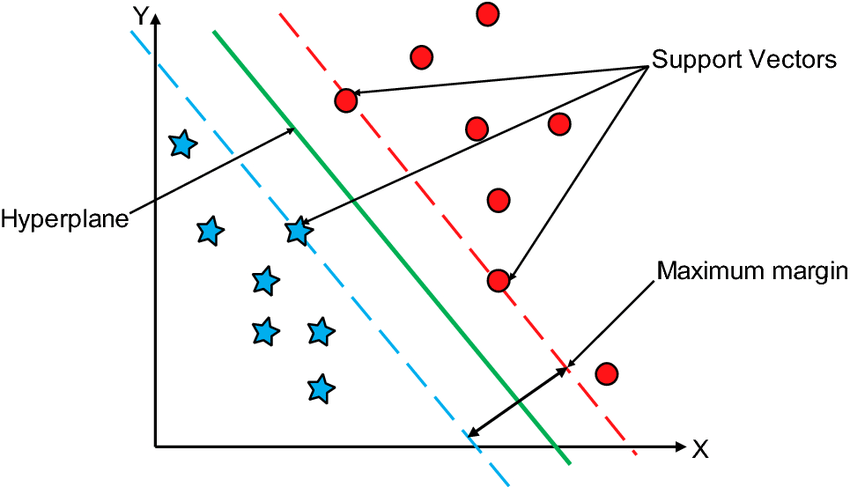 Y
Support Vectors
Hyperplane
Maximum margin
X